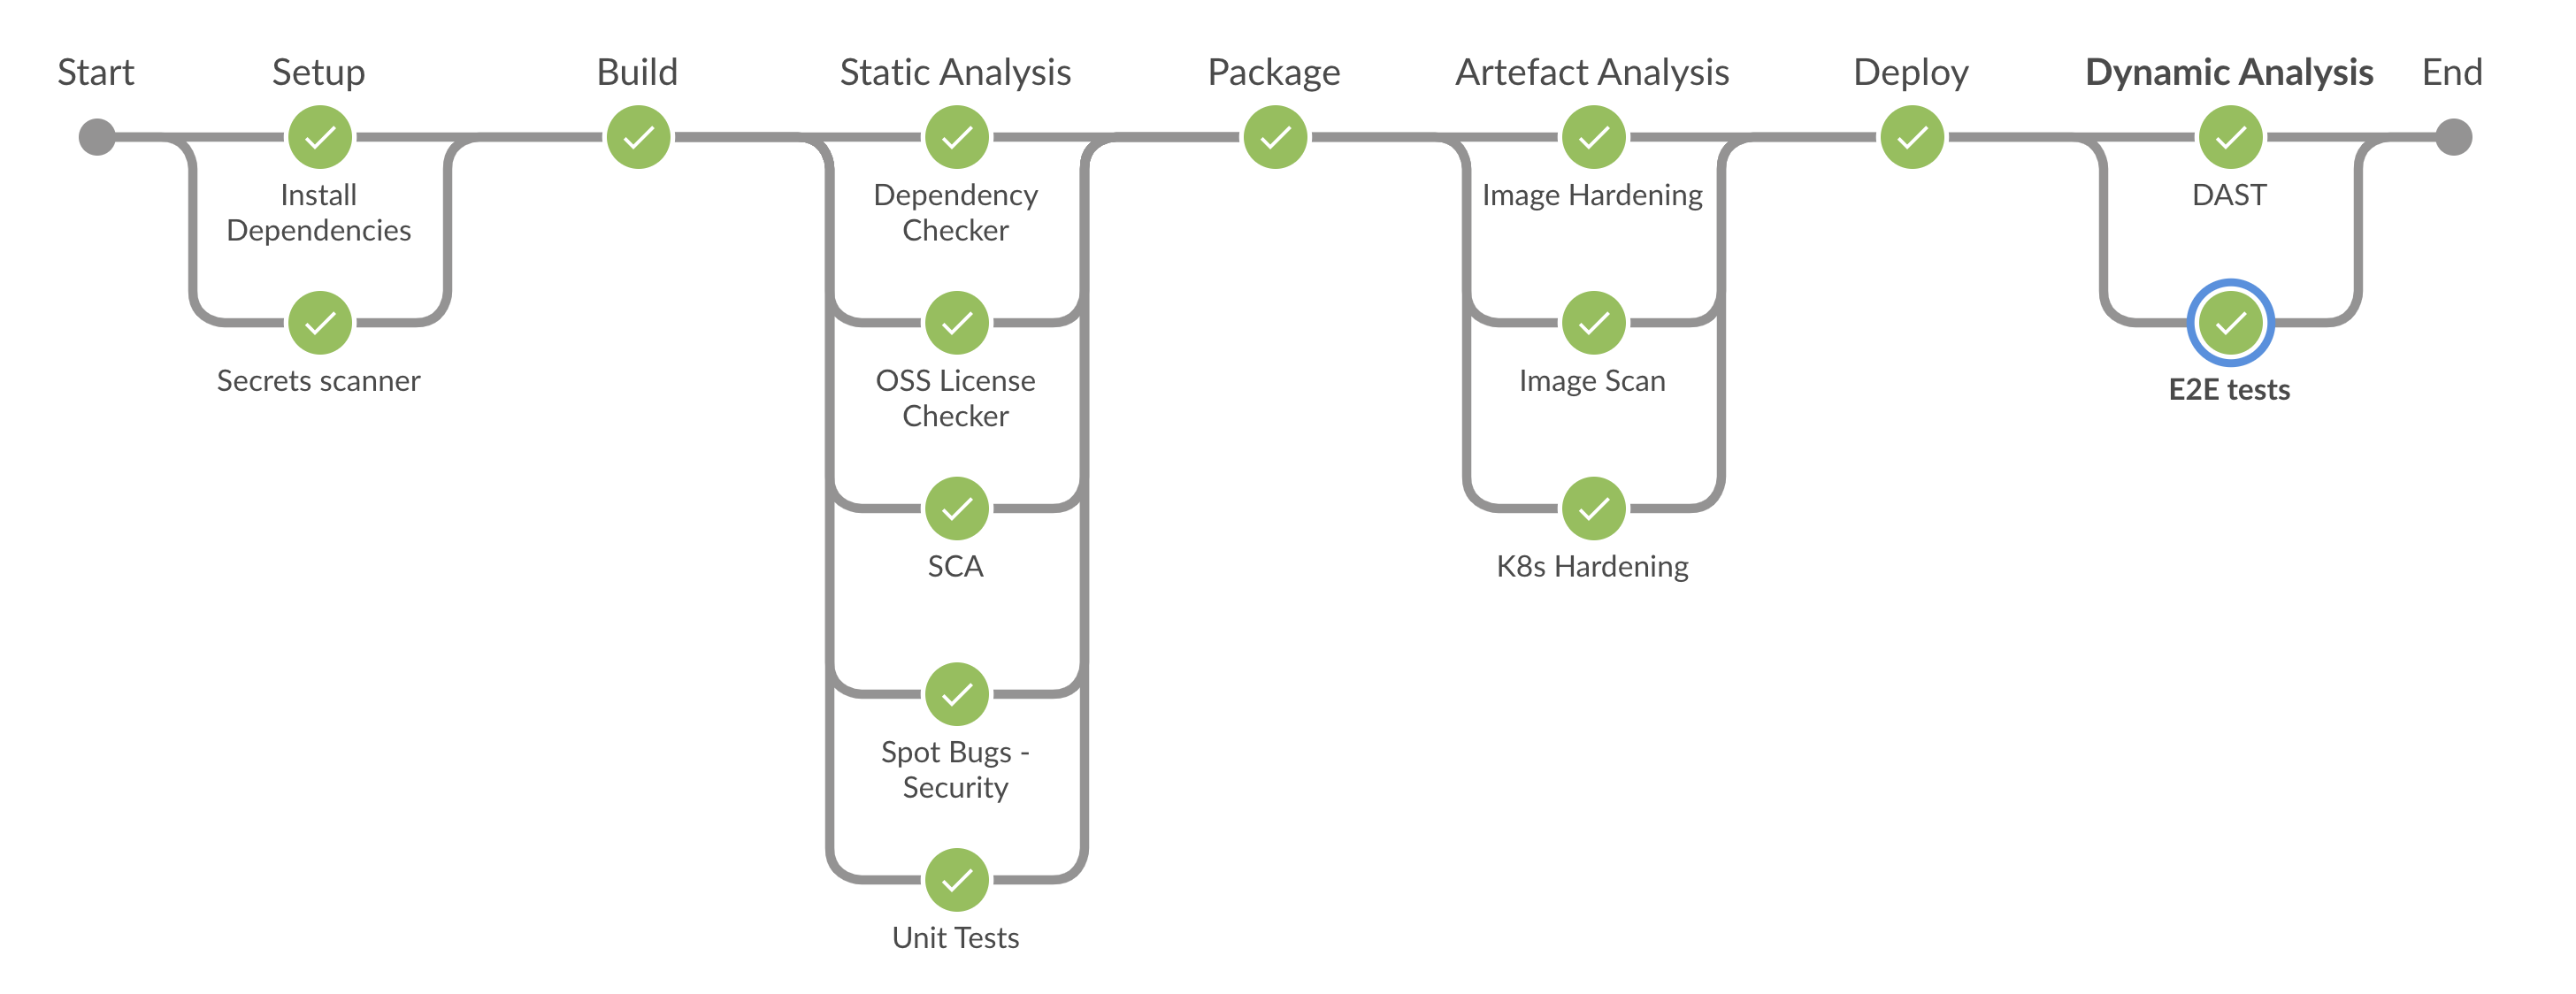 Start
Setup
Build
Static Analysis
Package
Artefact Analysis
Deploy
Dynamic Analysis
End
Install
Dependencies
Secrets scanner
Dependency
Checker
OSS License
Checker
SCA
Spot Bugs -
Security
Unit Tests
Image Hardening
Image Scan
K8s Hardening
DAST
E2E tests